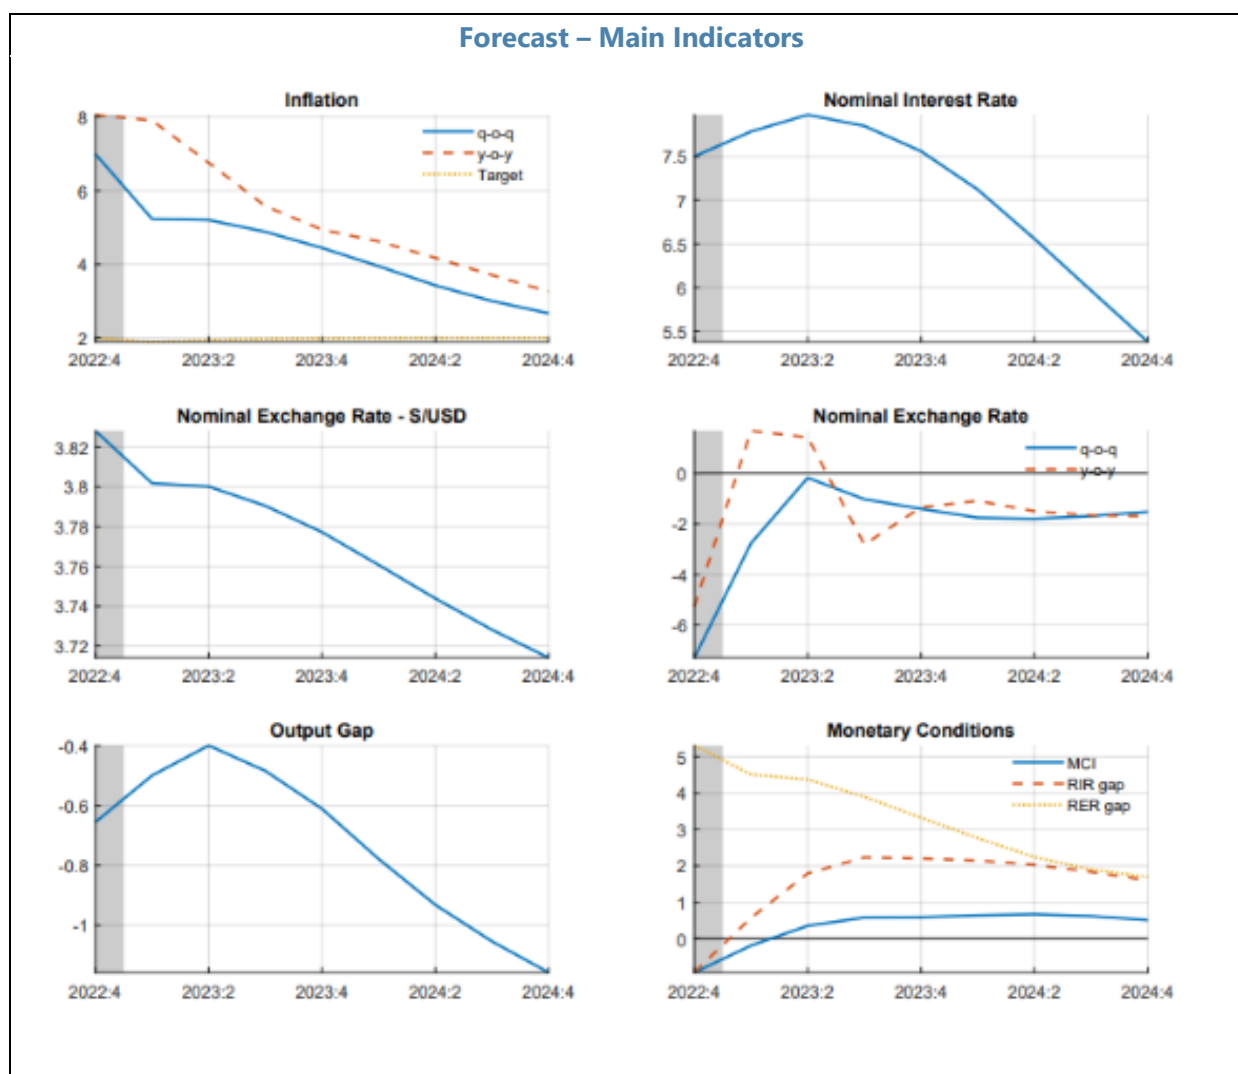 Forecast – Main Indicators
Inflation
8
6
4
2
q-o-q
y-o-y
Target
2022:4 2023:2 2023:4 2024:2 2024:4
Nominal Interest Rate
7.5
7
6.5
6
5.5
2022:4 2023:2 2023:4 2024:2 2024:4
Nominal Exchange Rate - S/USD
3.82
3.8
3.78
3.76
3.74
3.72
2022:4 2023:2 2023:4 2024:2 2024:4
Nominal Exchange Rate
0
-2
-4
-6
q-o-q
y-o-y
2022:4 2023:2 2023:4 2024:2 2024:4
Output Gap
-0.4
-0.6
-0.8
-1
2022:4 2023:2 2023:4 2024:2 2024:4
Monetary Conditions
5
4
3
2
1
0
MCI
RIR gap
RER gap
2022:4 2023:2 2023:4 2024:2 2024:4